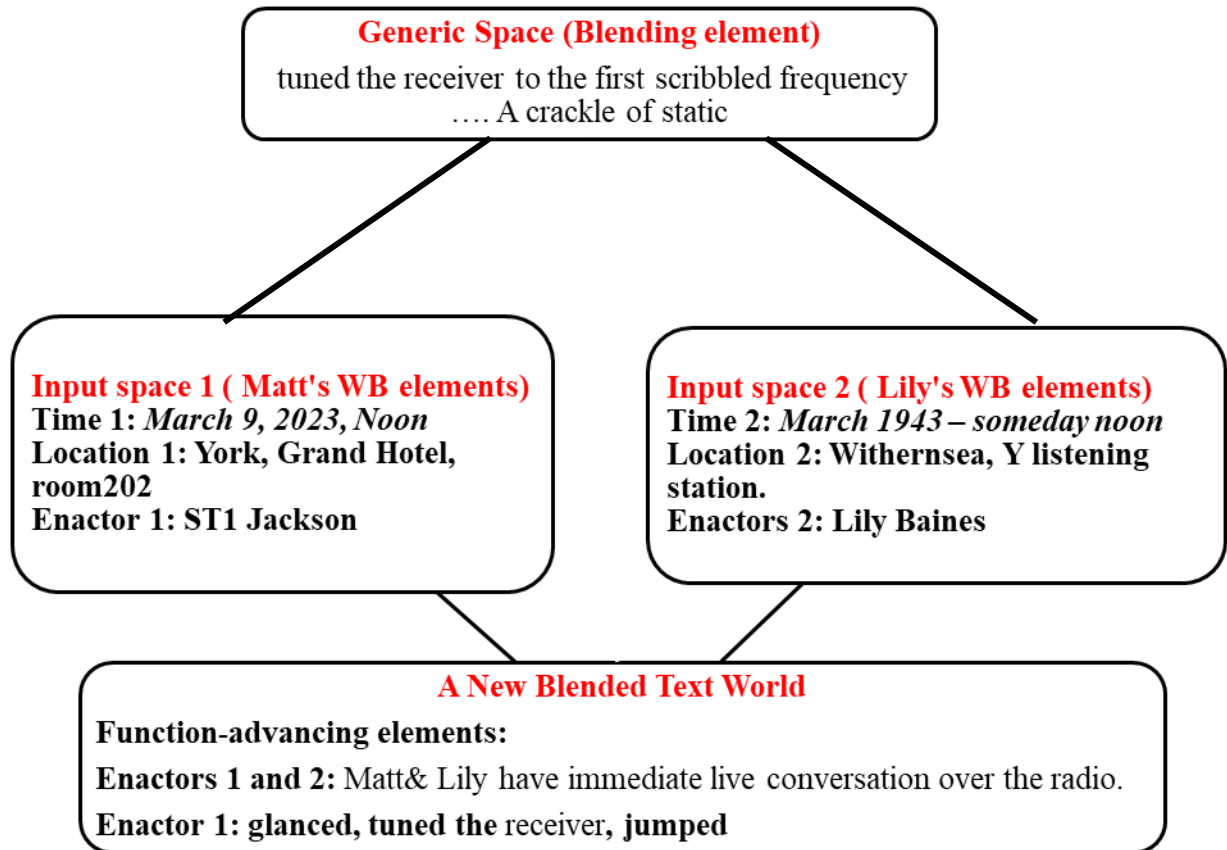 Generic Space (Blending element)
tuned the receiver to the first scribbled frequency
…. A crackle of static
Input space 1 ( Matt's WB elements)
Time 1: March 9, 2023, Noon
Location 1: York, Grand Hotel,
room202
Enactor 1: ST1 Jackson
Input space 2 ( Lily's WB elements)
Time 2: March 1943 – someday noon
Location 2: Withernsea, Y listening
station.
Enactors 2: Lily Baines
A New Blended Text World
Function-advancing elements:
Enactors 1 and 2: Matt& Lily have immediate live conversation over the radio.
Enactor 1: glanced, tuned the receiver, jumped